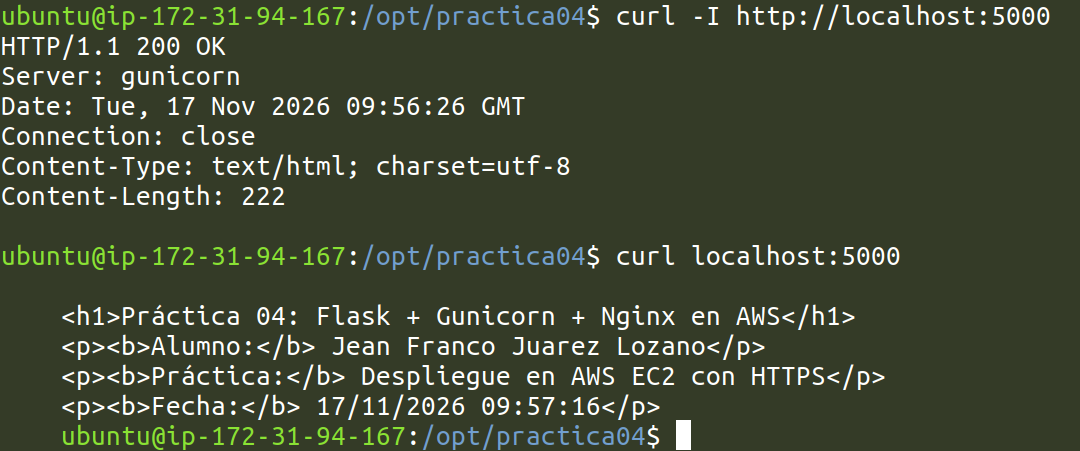 ubuntu@ip-172-31-94-167:/opt/practica04$ curl -I http://localhost:5000
HTTP/1.1 200 OK
Server: gunicorn
Date: Tue, 17 Nov 2026 09:56:26 GMT
Connection: close
Content-Type: text/html; charset=utf-8
Content-Length: 222
ubuntu@ip-172-31-94-167:/opt/practica04$ curl localhost:5000
<h1>Práctica 04: Flask + Gunicorn + Nginx en AWS</h1>
<p><b>Alumno:</b> Jean Franco Juarez Lozano</p>
<p><b>Práctica:</b> Despliegue en AWS EC2 con HTTPS</p>
<p><b>Fecha:</b> 17/11/2026 09:57:16</p>
ubuntu@ip-172-31-94-167:/opt/practica04$